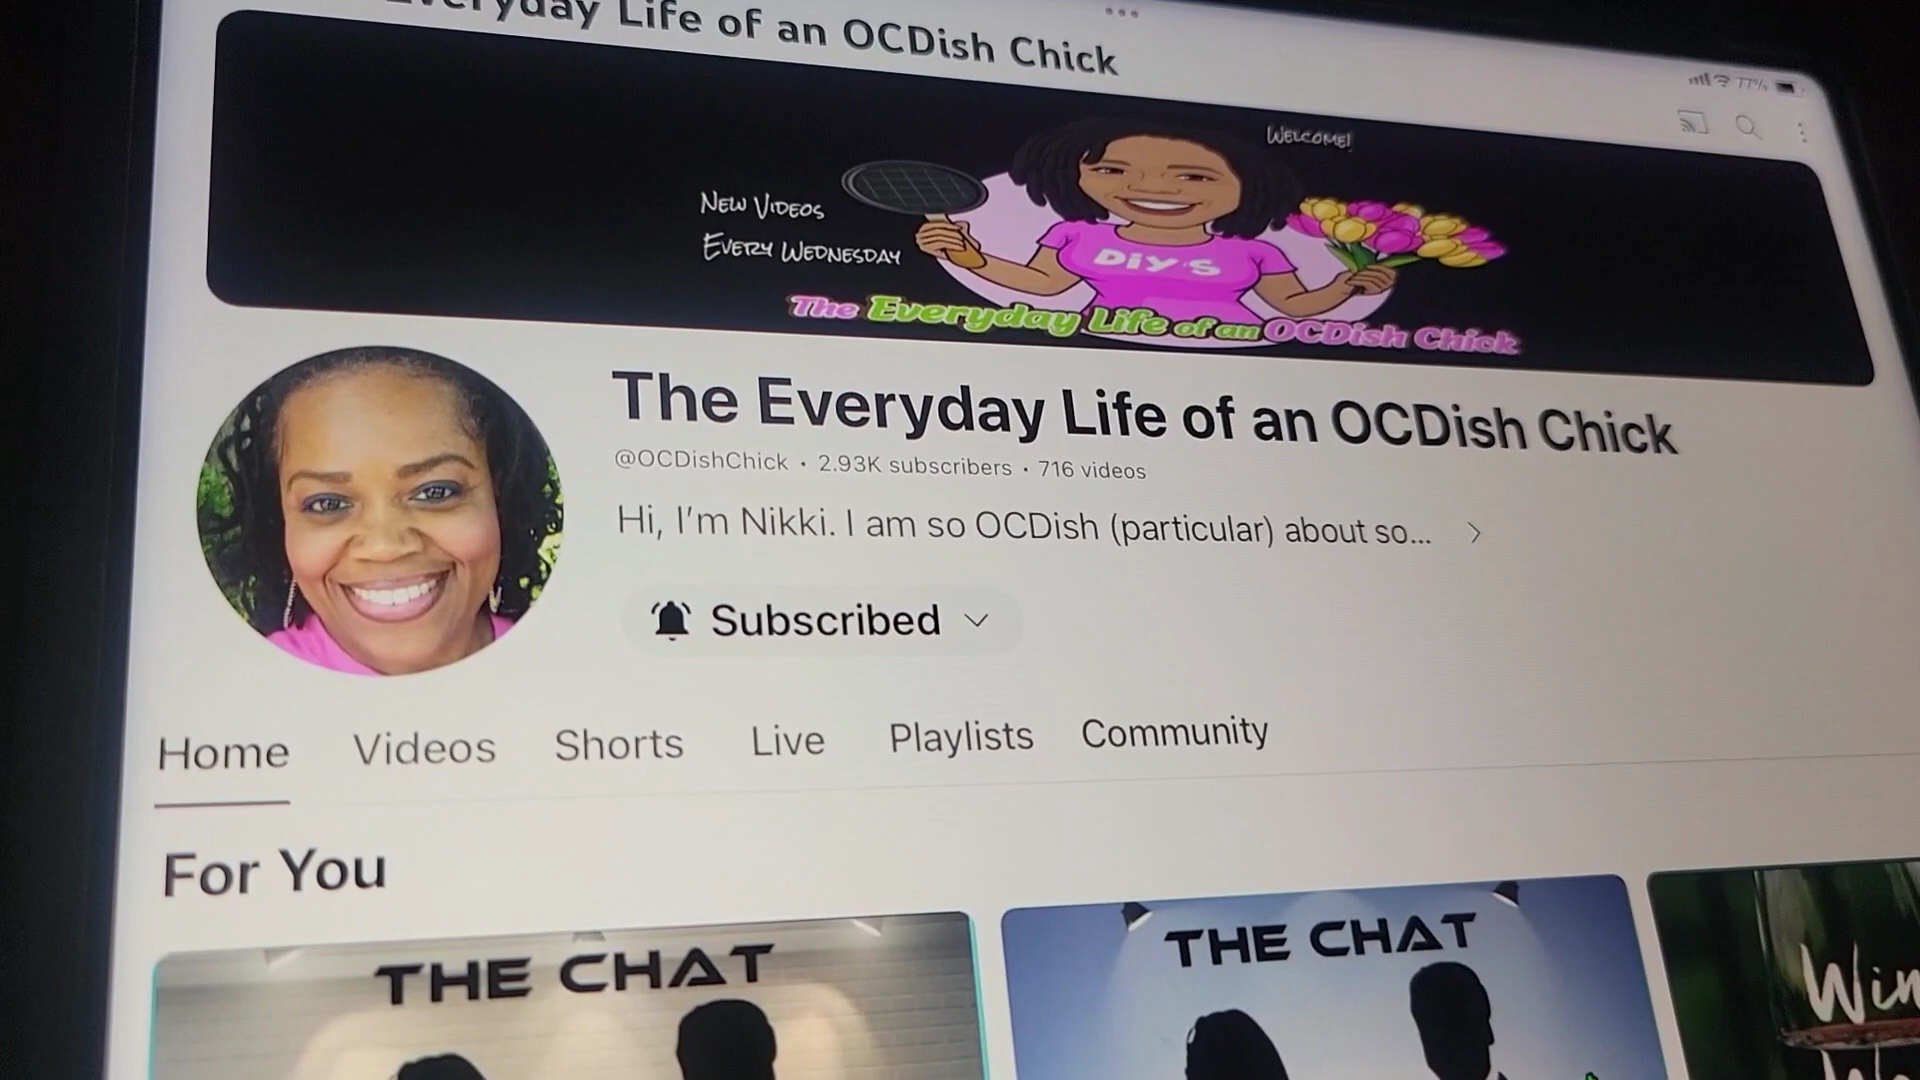 Everyday Life of an OCDish Chick
77%
WELCOME!
NEW VIDEOS
EVERY WEDNESDAY
DIY'S
The Everyday Life of an OCDish Chick
The Everyday Life of an OCDish Chick
@OCDishChick • 2.93K subscribers • 716 videos
Hi, I'm Nikki. I am so OCDish (particular) about so...
Subscribed
Home Videos Shorts Live Playlists Community
For You
THE CHAT
THE CHAT